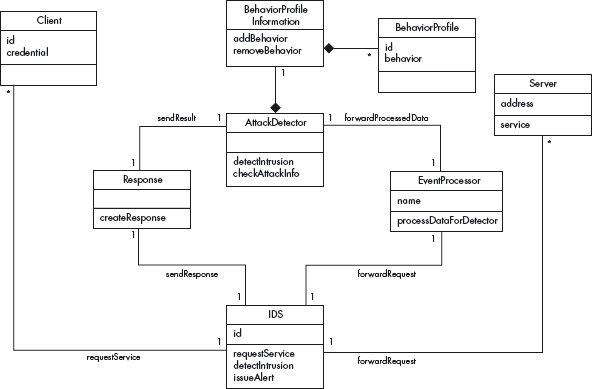 Client
id
credential
*
BehaviorProfile
Information
addBehavior
removeBehavior
1
*
BehaviorProfile
id
behavior
Server
address
service
*
sendResult
1
AttackDetector
detectIntrusion
checkAttackInfo
1
forwardProcessedData
1
1
Response
createResponse
1
EventProcessor
name
processDataForDetector
1
sendResponse
forwardRequest
1
1
IDS
id
requestService
detectIntrusion
issueAlert
requestService
1
1
forwardRequest